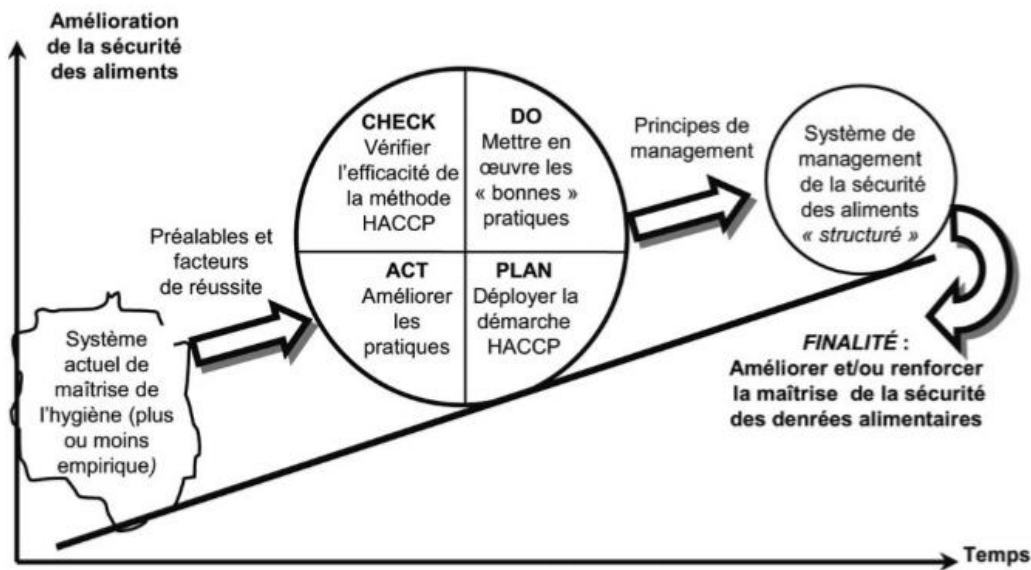 Amélioration
de la sécurité
des aliments
CHECK
Vérifier
l'efficacité de
la méthode
HACCP
DO
Mettre en
œuvre les
« bonnes »
pratiques
ACT
Améliorer
les
pratiques
PLAN
Déployer la
démarche
HACCP
Principes de
management
Système de
management
de la sécurité
des aliments
« structuré »
Préalables et
facteurs
de réussite
Système
actuel de
maîtrise de
l'hygiène (plus
ou moins
empirique)
FINALITÉ :
Améliorer et/ou renforcer
la maîtrise de la sécurité
des denrées alimentaires
Temps